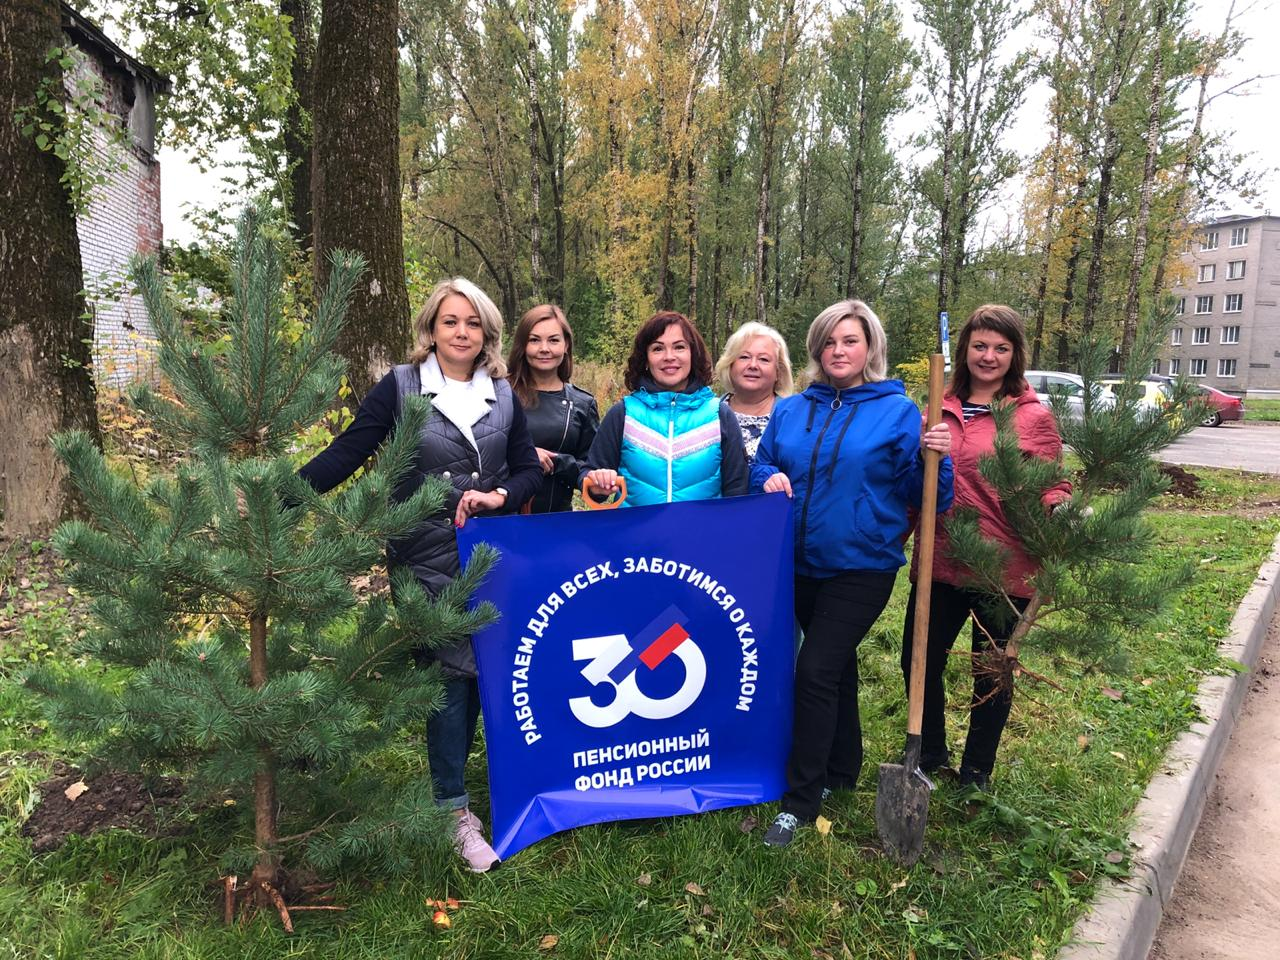 РАБОТАЕМ ДЛЯ ВСЕХ, ЗАБОТИМСЯ О КАЖДОМ
30
ПЕНСИОННЫЙ
ФОНД РОССИИ